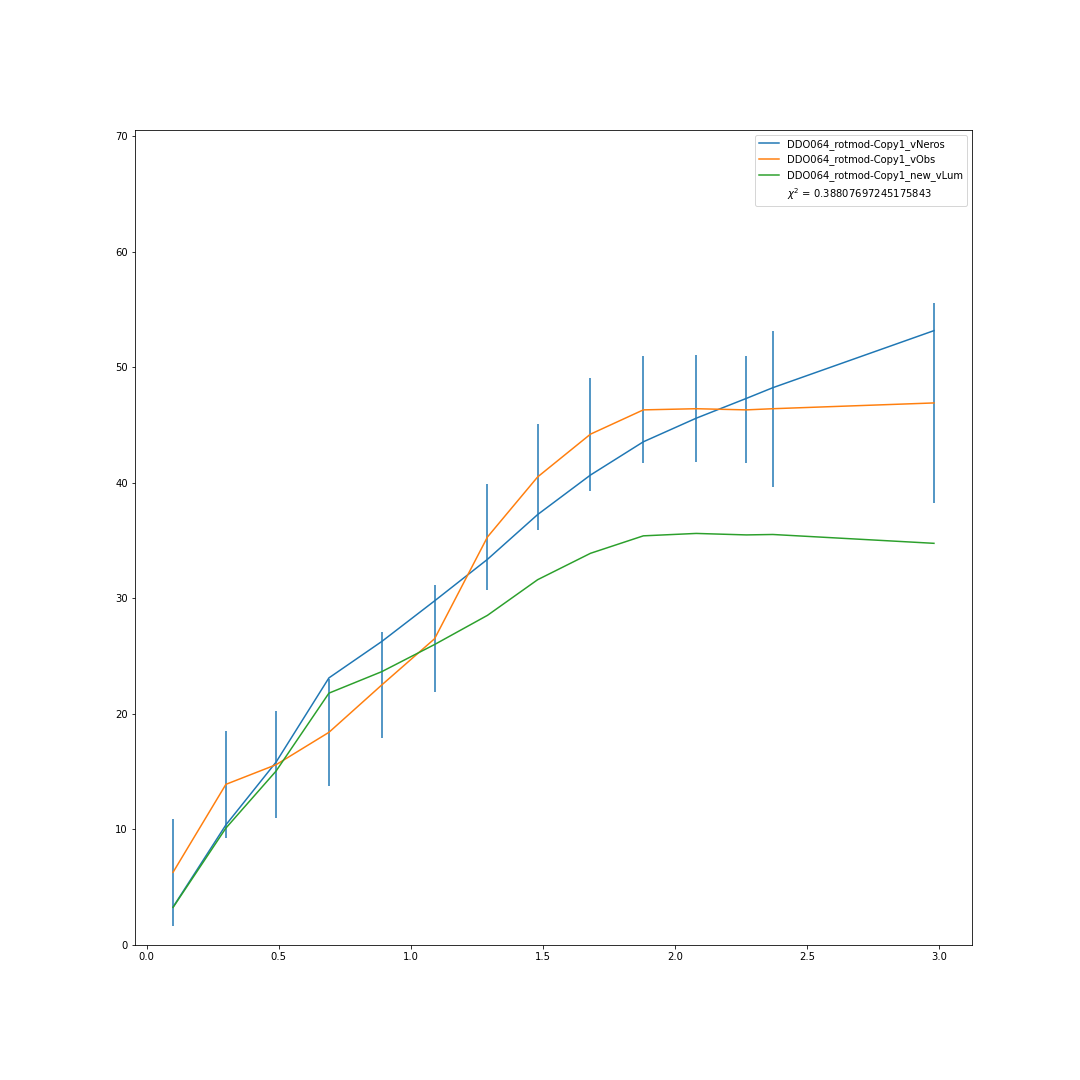 70
60
50
40
30
20
10
0
0.0 0.5 1.0 1.5 2.0 2.5 3.0
DDO064_rotmod-Copy1_vNeros
DDO064_rotmod-Copy1_vObs
DDO064_rotmod-Copy1_new_vLum
χ² = 0.38807697245175843